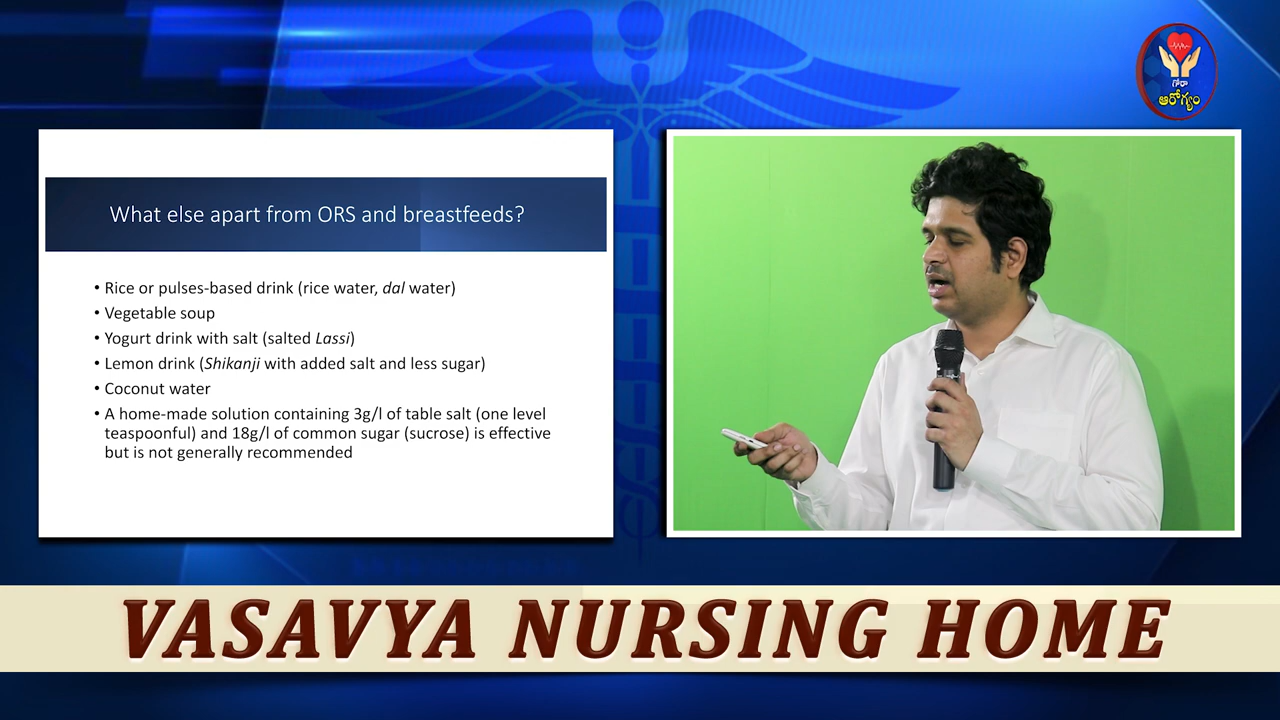 గోరా
ఆరోగ్యం
What else apart from ORS and breastfeeds?
• Rice or pulses-based drink (rice water, dal water)
• Vegetable soup
• Yogurt drink with salt (salted Lassi)
• Lemon drink (Shikanji with added salt and less sugar)
• Coconut water
• A home-made solution containing 3g/l of table salt (one level
teaspoonful) and 18g/l of common sugar (sucrose) is effective
but is not generally recommended
VASAVYA NURSING HOME